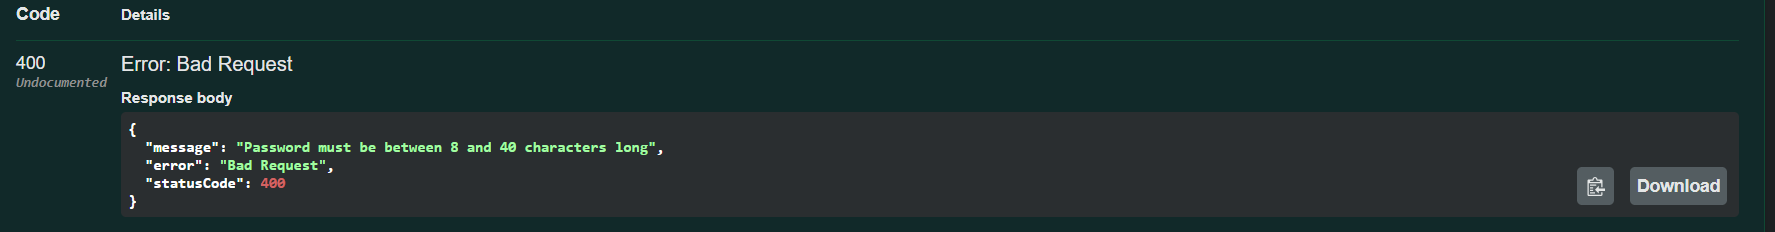 Code Details
400 Error: Bad Request
Undocumented
Response body
{
  "message": "Password must be between 8 and 40 characters long",
  "error": "Bad Request",
  "statusCode": 400
}
Download